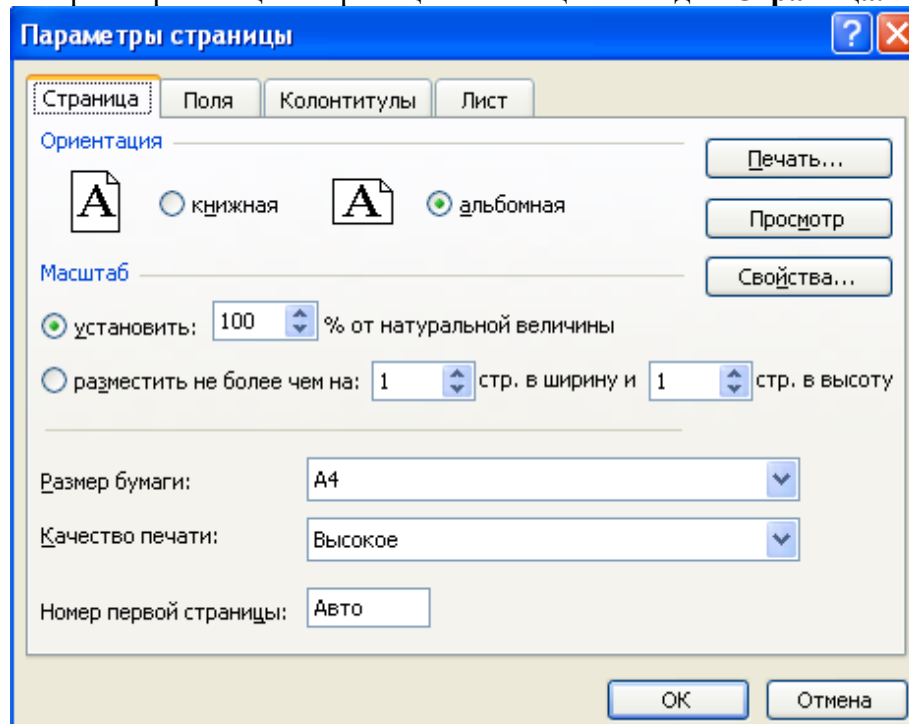 Параметры страницы
Страница Поля Колонтитулы Лист
Ориентация
Печать...
A книжная A альбомная
Просмотр
Масштаб
Свойства...
установить: 100 % от натуральной величины
разместить не более чем на: 1 стр. в ширину и 1 стр. в высоту
Размер бумаги: A4
Качество печати: Высокое
Номер первой страницы: Авто
ОК Отмена